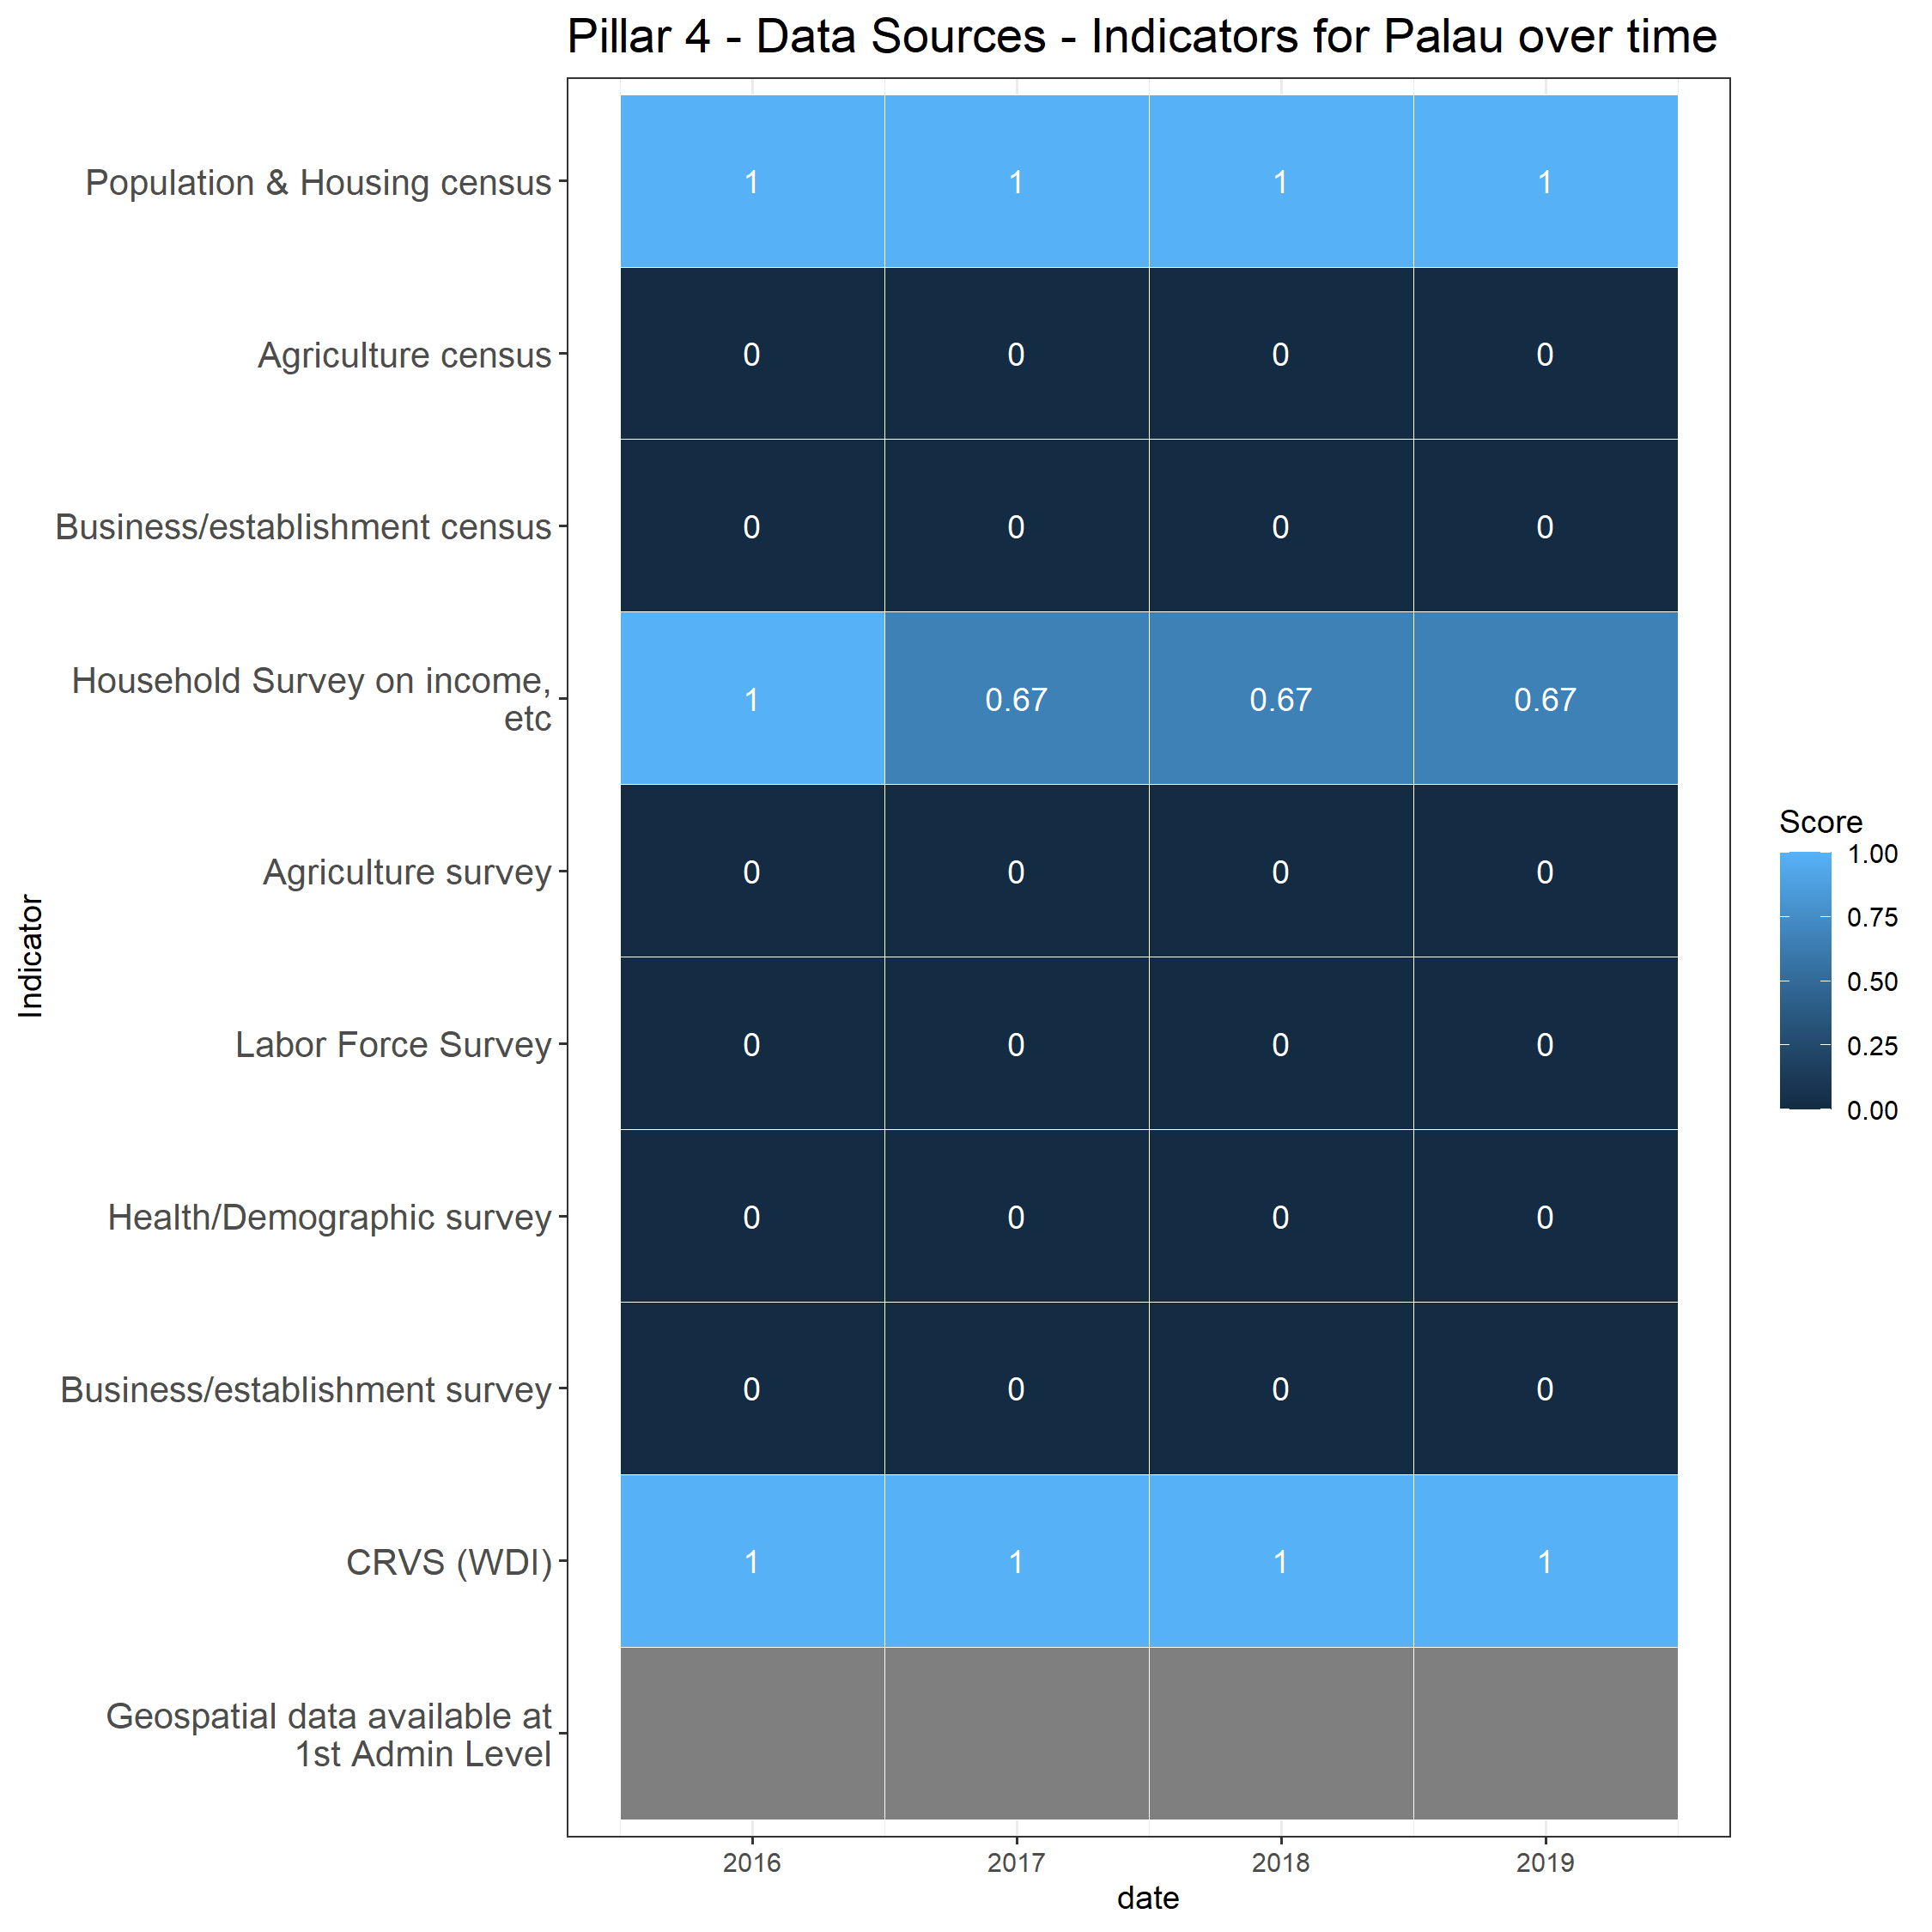 Pillar 4 - Data Sources - Indicators for Palau over time
Population & Housing census
1 1 1 1
Agriculture census
0 0 0 0
Business/establishment census
0 0 0 0
Household Survey on income,
etc
1 0.67 0.67 0.67
Agriculture survey
0 0 0 0
Labor Force Survey
0 0 0 0
Health/Demographic survey
0 0 0 0
Business/establishment survey
0 0 0 0
CRVS (WDI)
1 1 1 1
Geospatial data available at
1st Admin Level
Indicator
2016 2017 2018 2019
date
Score
1.00
0.75
0.50
0.25
0.00